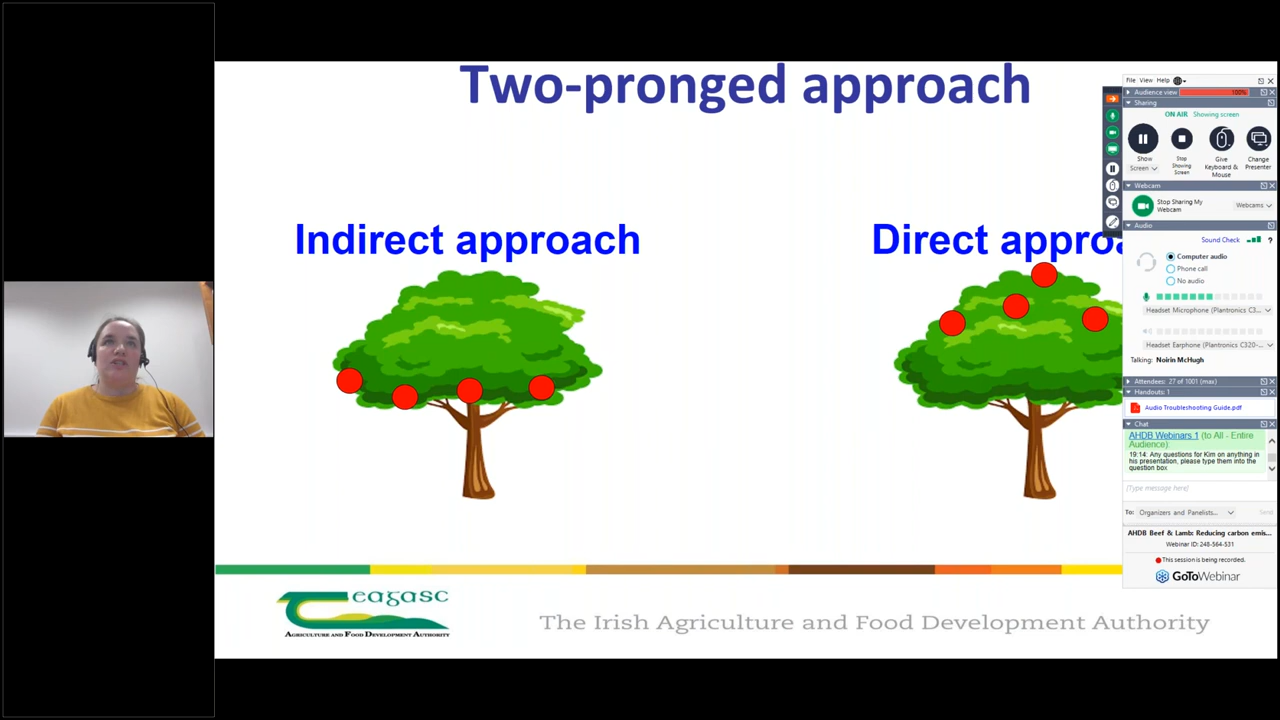 Two-pronged approach
Indirect approach
Direct appro
eagasc
AGRICULTURE AND FOOD DEVELOPMENT AUTHORITY
The Irish Agriculture and Food Development Authority
File View Help
Audience view 100%
Sharing
ON AIR Showing screen
Show
Screen
Stop
Showing
Screen
Give
Keyboard &
Mouse
Change
Presenter
Webcam
Stop Sharing My
Webcam
Webcams
Audio
Sound Check ?
Computer audio
Phone call
No audio
Headset Microphone (Plantronics C3...
Headset Earphone (Plantronics C320-...
Talking: Noirin McHugh
Attendees: 27 of 1001 (max)
Handouts: 1
Audio Troubleshooting Guide.pdf
Chat
AHDB Webinars 1 (to All - Entire
Audience):
19:14: Any questions for Kim on anything in
his presentation, please type them into the
question box
[Type message here]
To: Organizers and Panelists... Send
AHDB Beef & Lamb: Reducing carbon emis...
Webinar ID: 248-564-531
This session is being recorded.
GoToWebinar